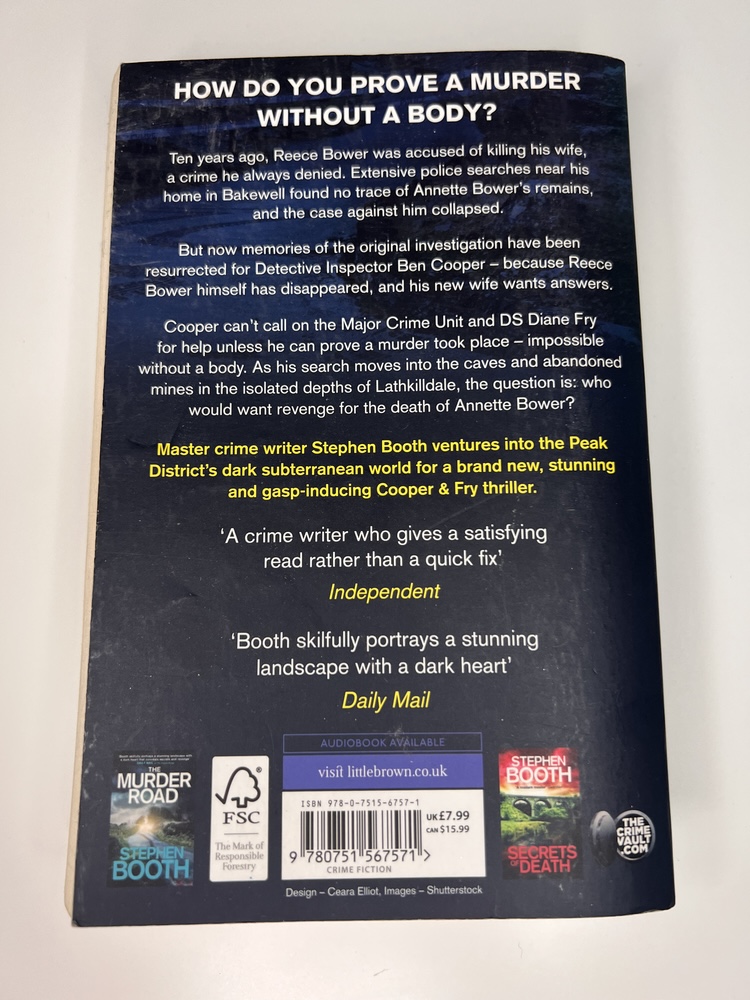 HOW DO YOU PROVE A MURDER
WITHOUT A BODY?
Ten years ago, Reece Bower was accused of killing his wife,
a crime he always denied. Extensive police searches near his
home in Bakewell found no trace of Annette Bower's remains,
and the case against him collapsed.
But now memories of the original investigation have been
resurrected for Detective Inspector Ben Cooper – because Reece
Bower himself has disappeared, and his new wife wants answers.
Cooper can't call on the Major Crime Unit and DS Diane Fry
for help unless he can prove a murder took place – impossible
without a body. As his search moves into the caves and abandoned
mines in the isolated depths of Lathkilldale, the question is: who
would want revenge for the death of Annette Bower?
Master crime writer Stephen Booth ventures into the Peak
District's dark subterranean world for a brand new, stunning
and gasp-inducing Cooper & Fry thriller.
'A crime writer who gives a satisfying
read rather than a quick fix'
Independent
'Booth skilfully portrays a stunning
landscape with a dark heart'
Daily Mail
THE
MURDER
ROAD
STEPHEN
BOOTH
®
FSC
The Mark of
Responsible
Forestry
AUDIOBOOK AVAILABLE
visit littlebrown.co.uk
ISBN 978-0-7515-6757-1
9 780751 567571 >
CRIME FICTION
UK £7.99
CAN $15.99
STEPHEN
BOOTH
SECRETS
OF DEATH
THE
CRIME
VAULT
.COM
Design – Ceara Elliot, Images – Shutterstock